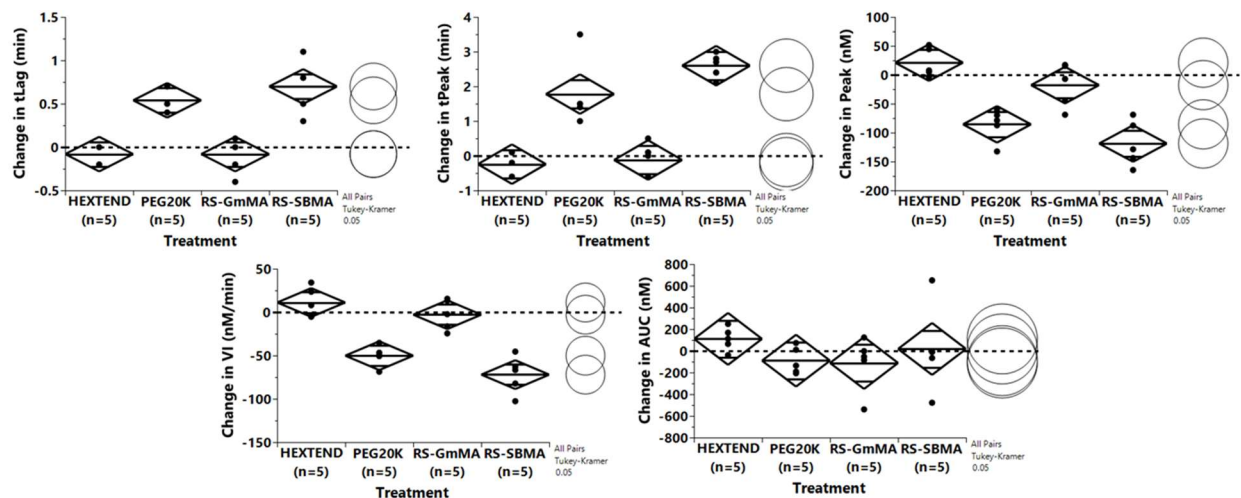 Change in tLag (min)
1.5
1
0.5
0
-0.5
HEXTEND PEG20K RS-GmMA RS-SBMA
(n=5) (n=5) (n=5) (n=5)
Treatment
All Pairs
Tukey-Kramer
0.05
Change in tPeak (min)
4
3
2
1
0
-1
HEXTEND PEG20K RS-GmMA RS-SBMA
(n=5) (n=5) (n=5) (n=5)
Treatment
All Pairs
Tukey-Kramer
0.05
Change in Peak (nM)
100
50
0
-50
-100
-150
-200
HEXTEND PEG20K RS-GmMA RS-SBMA
(n=5) (n=5) (n=5) (n=5)
Treatment
All Pairs
Tukey-Kramer
0.05
Change in VI (nM/min)
50
0
-50
-100
-150
HEXTEND PEG20K RS-GmMA RS-SBMA
(n=5) (n=5) (n=5) (n=5)
Treatment
All Pairs
Tukey-Kramer
0.05
Change in AUC (nM)
800
600
400
200
0
-200
-400
-600
-800
HEXTEND PEG20K RS-GmMA RS-SBMA
(n=5) (n=5) (n=5) (n=5)
Treatment
All Pairs
Tukey-Kramer
0.05